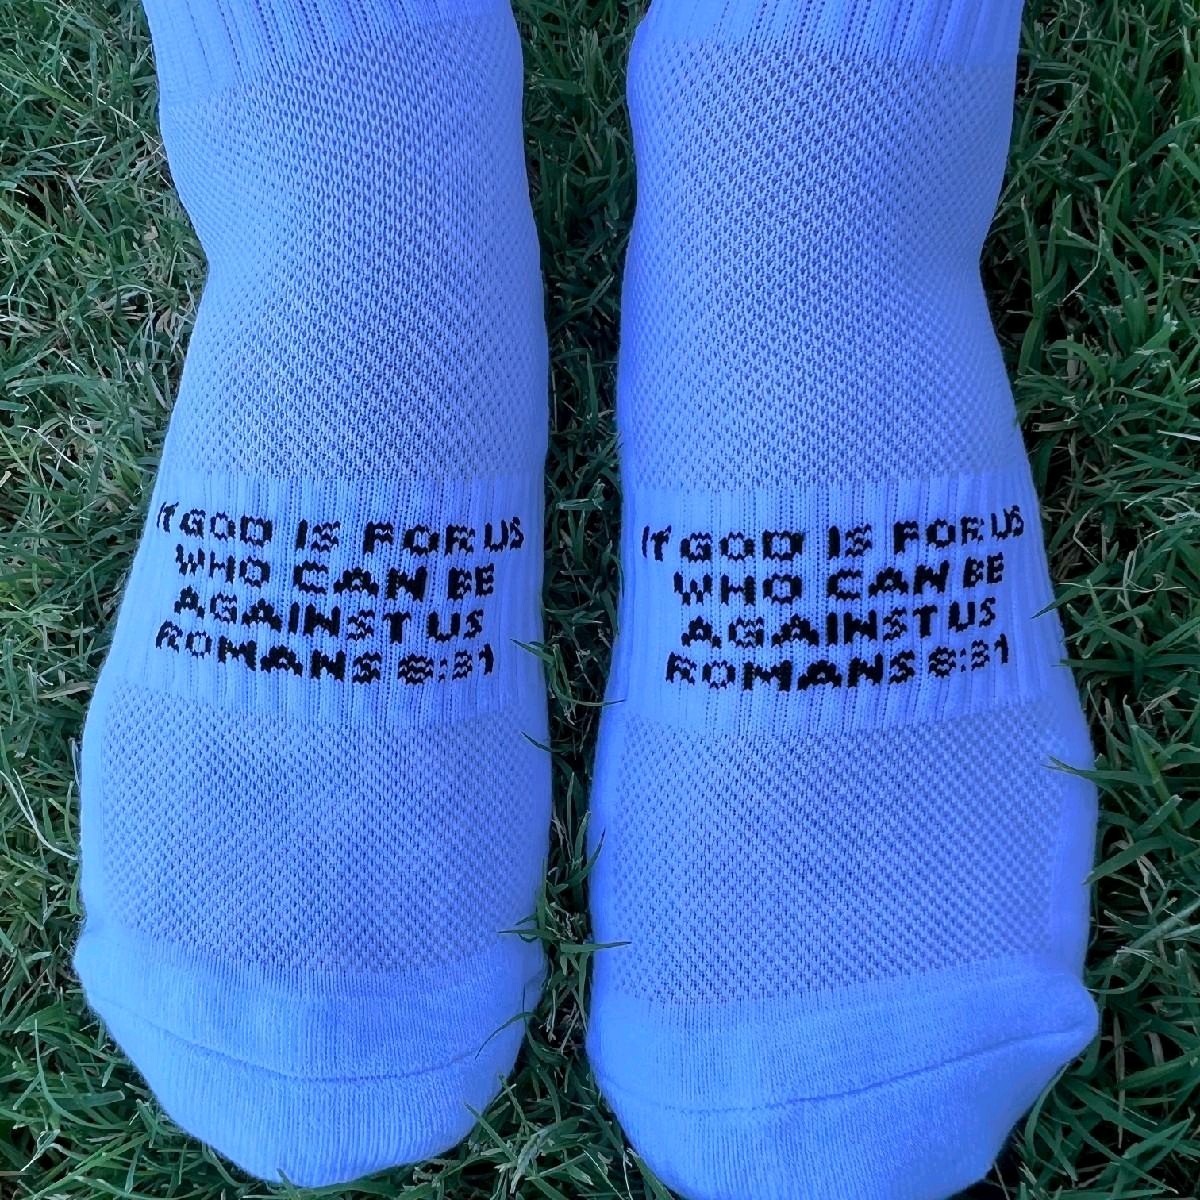 IF GOD IS FOR US
WHO CAN BE
AGAINST US
ROMANS 8:31
IF GOD IS FOR US
WHO CAN BE
AGAINST US
ROMANS 8:31